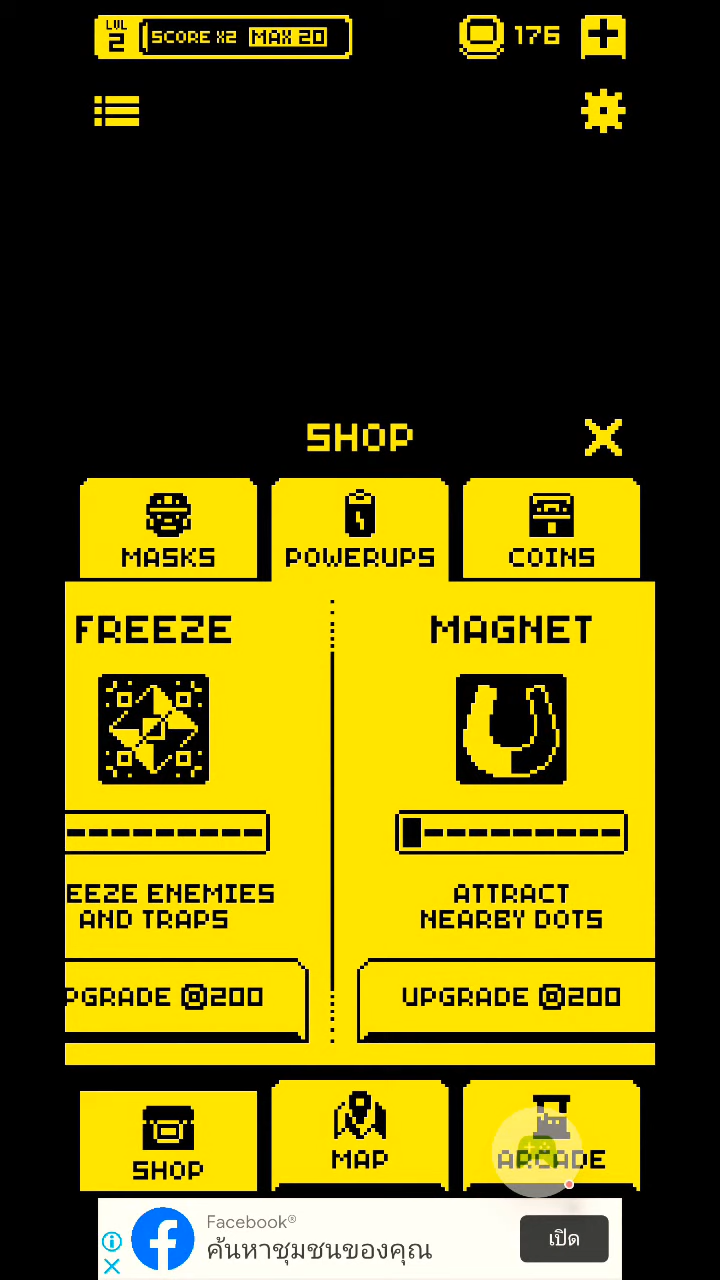 LVL
2
SCORE X2 MAX 20
176
SHOP
MASKS
POWERUPS
COINS
FREEZE
MAGNET
EEZE ENEMIES
AND TRAPS
ATTRACT
NEARBY DOTS
PGRADE 200
UPGRADE 200
SHOP
MAP
ARCADE
Facebook®
ค้นหาชุมชนของคุณ
เปิด